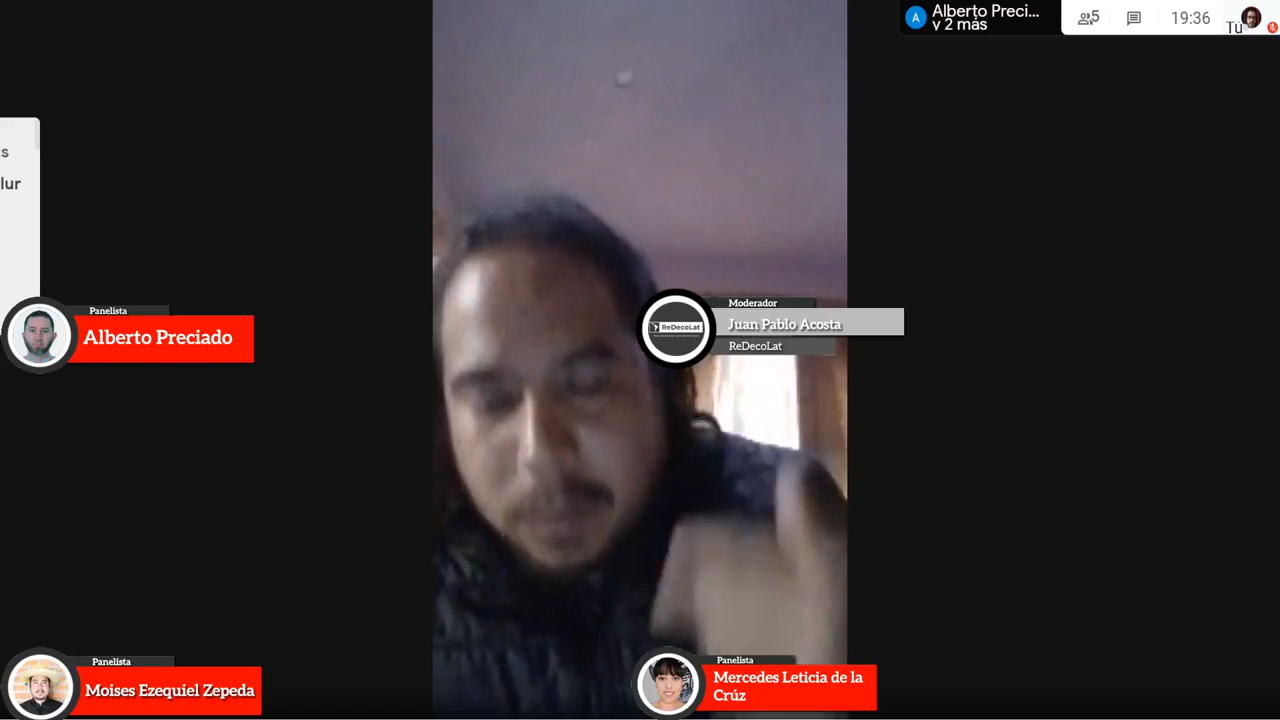 Alberto Preci...
y 2 más
5
19:36
Tú
s
lur
Panelista
Alberto Preciado
Moderador
Juan Pablo Acosta
ReDecoLat
ReDecoLat
Panelista
Moises Ezequiel Zepeda
Panelista
Mercedes Leticia de la
Crúz